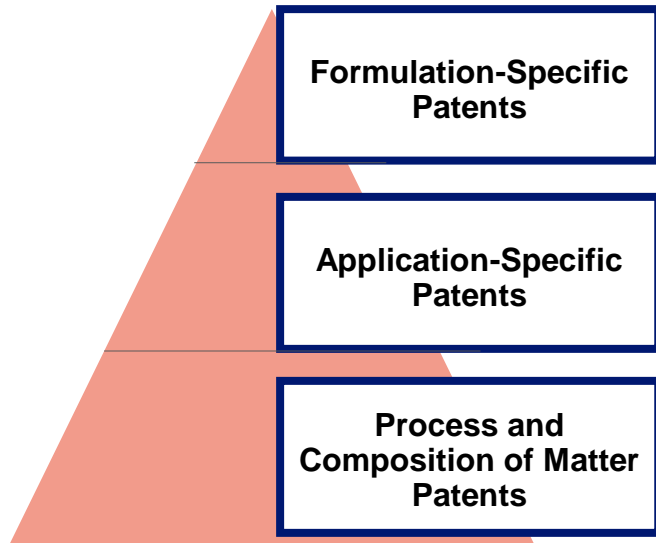 Formulation-Specific
Patents
Application-Specific
Patents
Process and
Composition of Matter
Patents